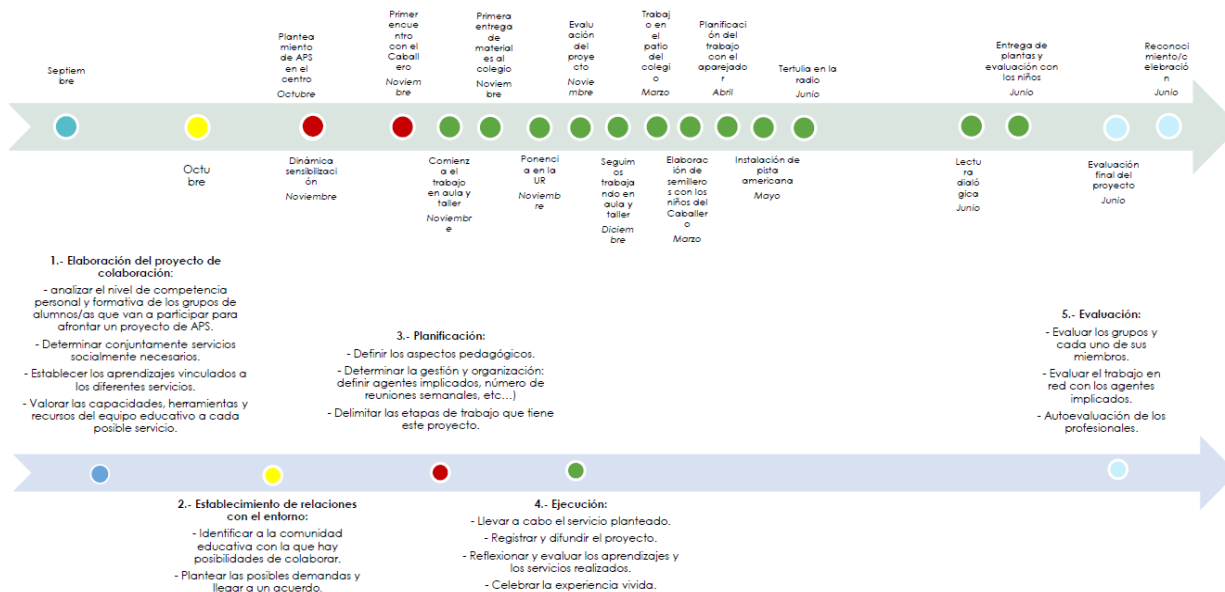 Septiem
bre
Octu
bre
Plantea
miento
de APS
en el
centro
Octubre
Dinámica
sensibilizaci
ón
Noviembre
Primer
encue
ntro
con el
Caball
ero
Noviem
bre
Comienz
a el
trabajo en
aula y
taller
Noviembr
e
Primera
entrega
de
material
es al
colegio
Noviem
bre
Ponenci
a en la
UR
Noviemb
re
Evalu
ación
del
proye
cto
Novie
mbre
Seguim
os
trabaja
ndo en
aula y
taller
Diciem
bre
Traba
jo en
el
patio
del
colegi
o
Marzo
Elaborac
ión de
semillero
s con los
niños del
Caballer
o
Marzo
Planificaci
ón del
trabajo
con el
aparejado
r
Abril
Instalación de
pista
americana
Mayo
Tertulia en la
radio
Junio
Lectu
ra
dialó
gica
Junio
Entrega de
plantas y
evaluación con
los niños
Junio
Evaluación
final del
proyecto
Junio
Reconoci
miento/c
elebració
n
Junio
1.- Elaboración del proyecto de
colaboración:
- analizar el nivel de competencia
personal y formativa de los grupos de
alumnos/as que van a participar para
afrontar un proyecto de APS.
- Determinar conjuntamente servicios
socialmente necesarios.
- Establecer los aprendizajes vinculados a
los diferentes servicios.
- Valorar las capacidades, herramientas y
recursos del equipo educativo a cada
posible servicio.
2.- Establecimiento de relaciones
con el entorno:
- Identificar a la comunidad
educativa con la que hay
posibilidades de colaborar.
- Plantear las posibles demandas y
llegar a un acuerdo.
3.- Planificación:
- Definir los aspectos pedagógicos.
- Determinar la gestión y organización:
definir agentes implicados, número de
reuniones semanales, etc...)
- Delimitar las etapas de trabajo que tiene
este proyecto.
4.- Ejecución:
- Llevar a cabo el servicio planteado.
- Registrar y difundir el proyecto.
- Reflexionar y evaluar los aprendizajes y
los servicios realizados.
- Celebrar la experiencia vivida.
5.- Evaluación:
- Evaluar los grupos y
cada uno de sus
miembros.
- Evaluar el trabajo en
red con los agentes
implicados.
- Autoevaluación de los
profesionales.